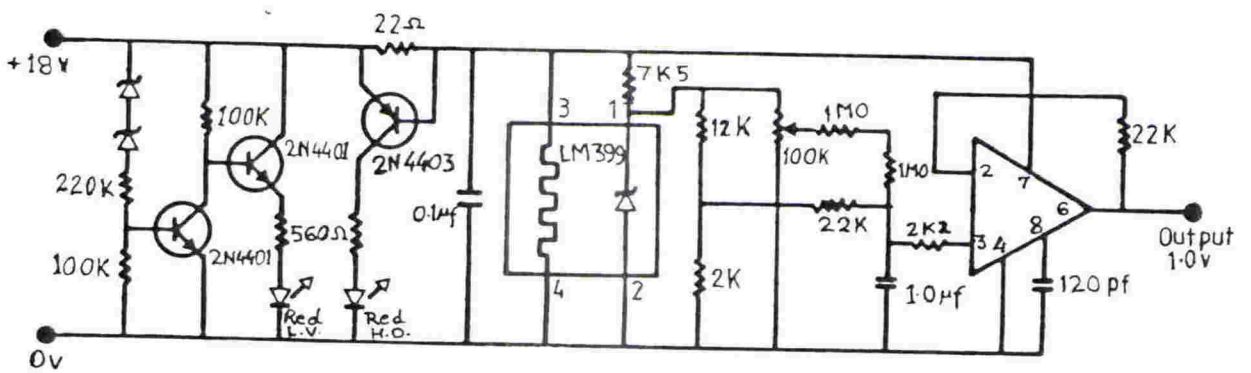 22Ω
+18v
7K5
3
1
1M0
100K
12K
2N4401
LM399
22K
2N4403
100K
2
7
220K
1M0
0.1μf
6
22K
8
560Ω
2K2
3
4
Output
1.0v
2N4401
100K
4
2
2K
1.0μf
120pf
Red
L.V.
Red
H.O.
0v